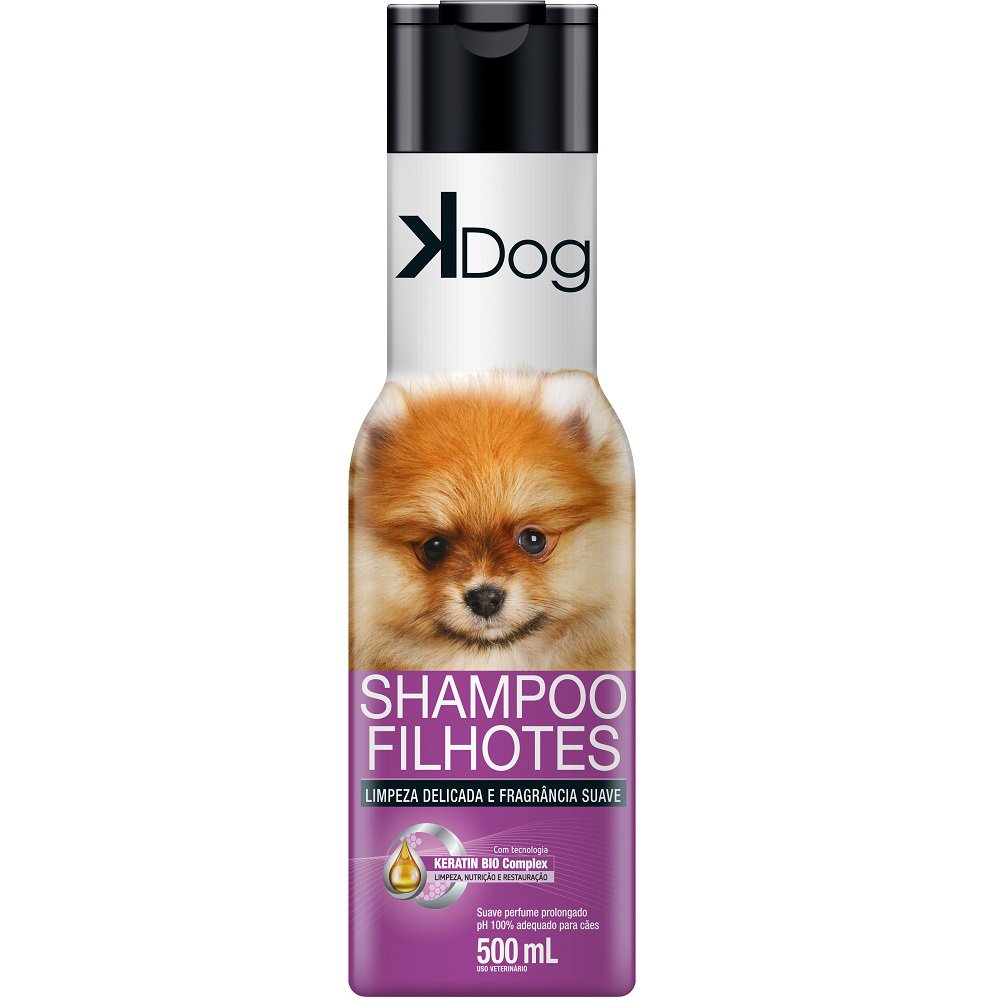 KDog
SHAMPOO
FILHOTES
LIMPEZA DELICADA E FRAGRÂNCIA SUAVE
Com tecnologia
KERATIN BIO Complex
LIMPEZA, NUTRIÇÃO E RESTAURAÇÃO
Suave perfume prolongado
pH 100% adequado para cães
500 mL
USO VETERINÁRIO